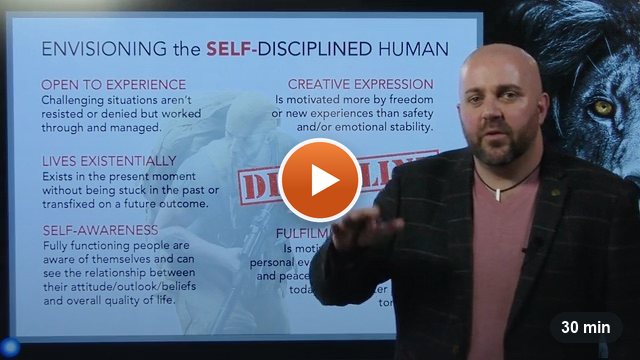 ENVISIONING the SELF-DISCIPLINED HUMAN
OPEN TO EXPERIENCE
Challenging situations aren't
resisted or denied but worked
through and managed.
LIVES EXISTENTIALLY
Exists in the present moment
without being stuck in the past or
transfixed on a future outcome.
SELF-AWARENESS
Fully functioning people are
aware of themselves and can
see the relationship between
their attitude/outlook/beliefs
and overall quality of life.
CREATIVE EXPRESSION
Is motivated more by freedom
or new experiences than safety
and/or emotional stability.
Is
personal
and
30 min